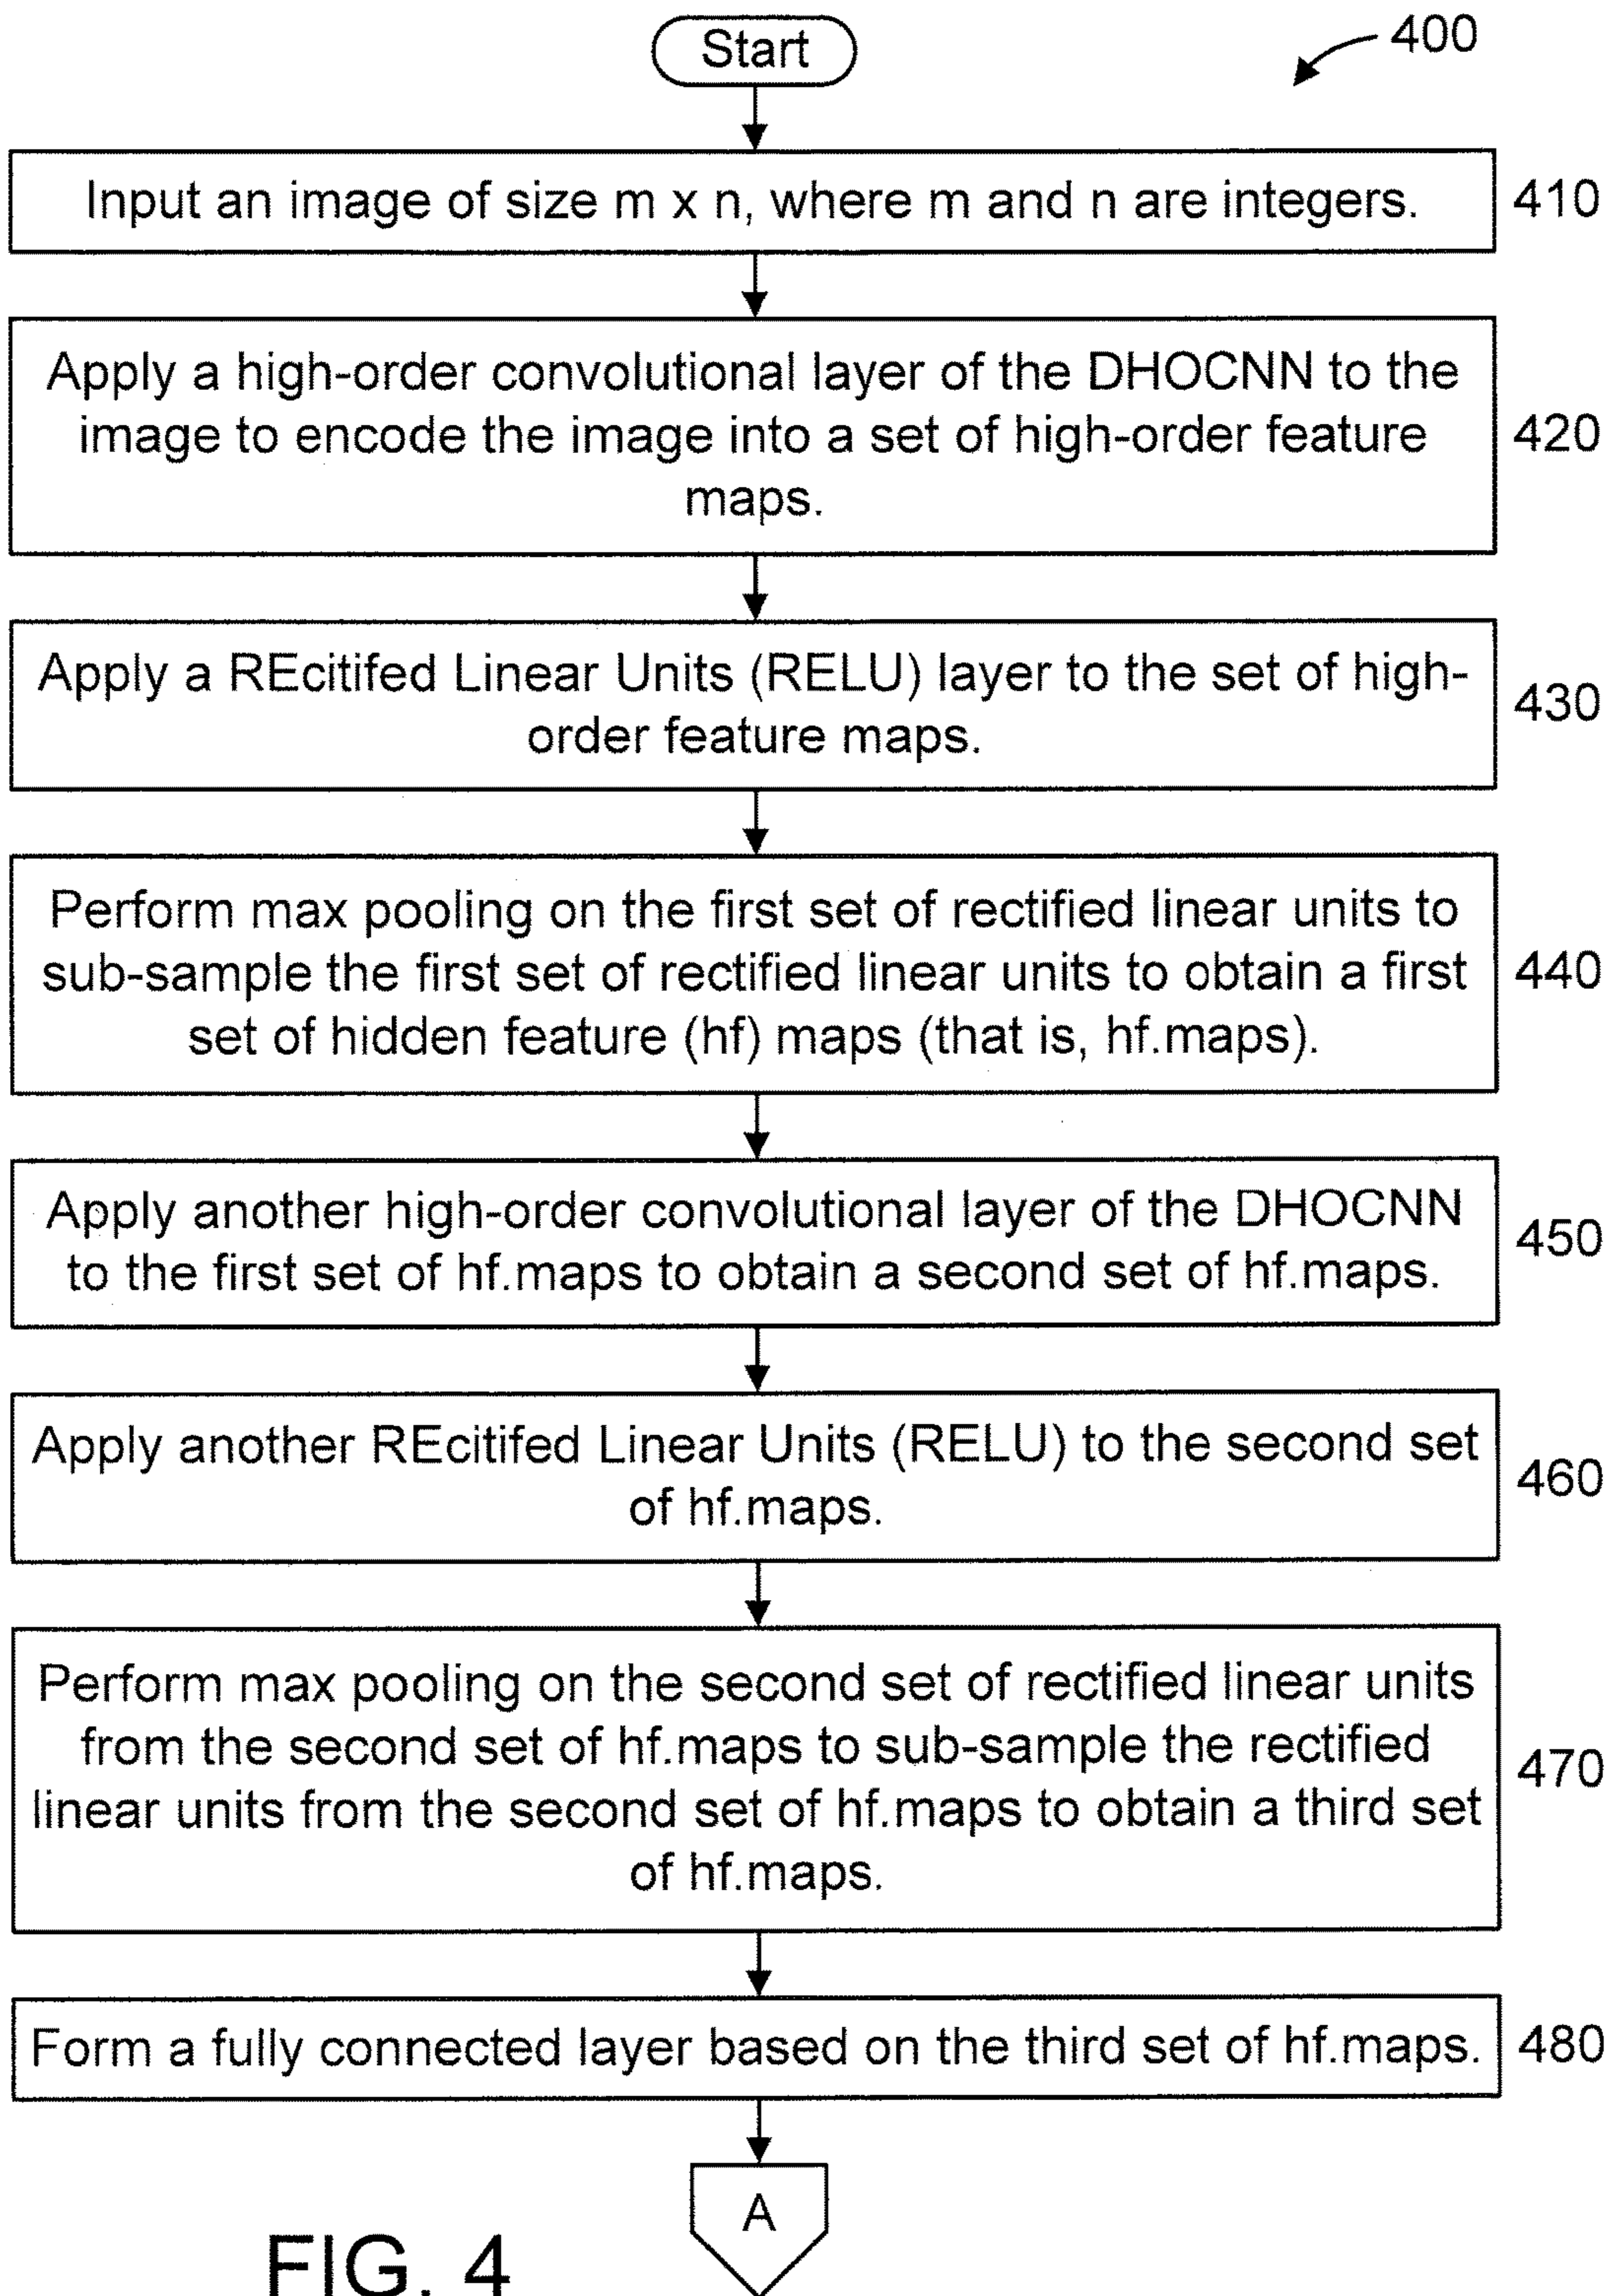 Start
400
Input an image of size m x n, where m and n are integers.
410
Apply a high-order convolutional layer of the DHOCNN to the
image to encode the image into a set of high-order feature
maps.
420
Apply a REcitifed Linear Units (RELU) layer to the set of high-
order feature maps.
430
Perform max pooling on the first set of rectified linear units to
sub-sample the first set of rectified linear units to obtain a first
set of hidden feature (hf) maps (that is, hf.maps).
440
Apply another high-order convolutional layer of the DHOCNN
to the first set of hf.maps to obtain a second set of hf.maps.
450
Apply another REcitifed Linear Units (RELU) to the second set
of hf.maps.
460
Perform max pooling on the second set of rectified linear units
from the second set of hf.maps to sub-sample the rectified
linear units from the second set of hf.maps to obtain a third set
of hf.maps.
470
Form a fully connected layer based on the third set of hf.maps.
480
A
FIG. 4